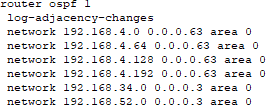 router ospf 1
log-adjacency-changes
network 192.168.4.0 0.0.0.63 area 0
network 192.168.4.64 0.0.0.63 area 0
network 192.168.4.128 0.0.0.63 area 0
network 192.168.4.192 0.0.0.63 area 0
network 192.168.34.0 0.0.0.3 area 0
network 192.168.52.0 0.0.0.3 area 0